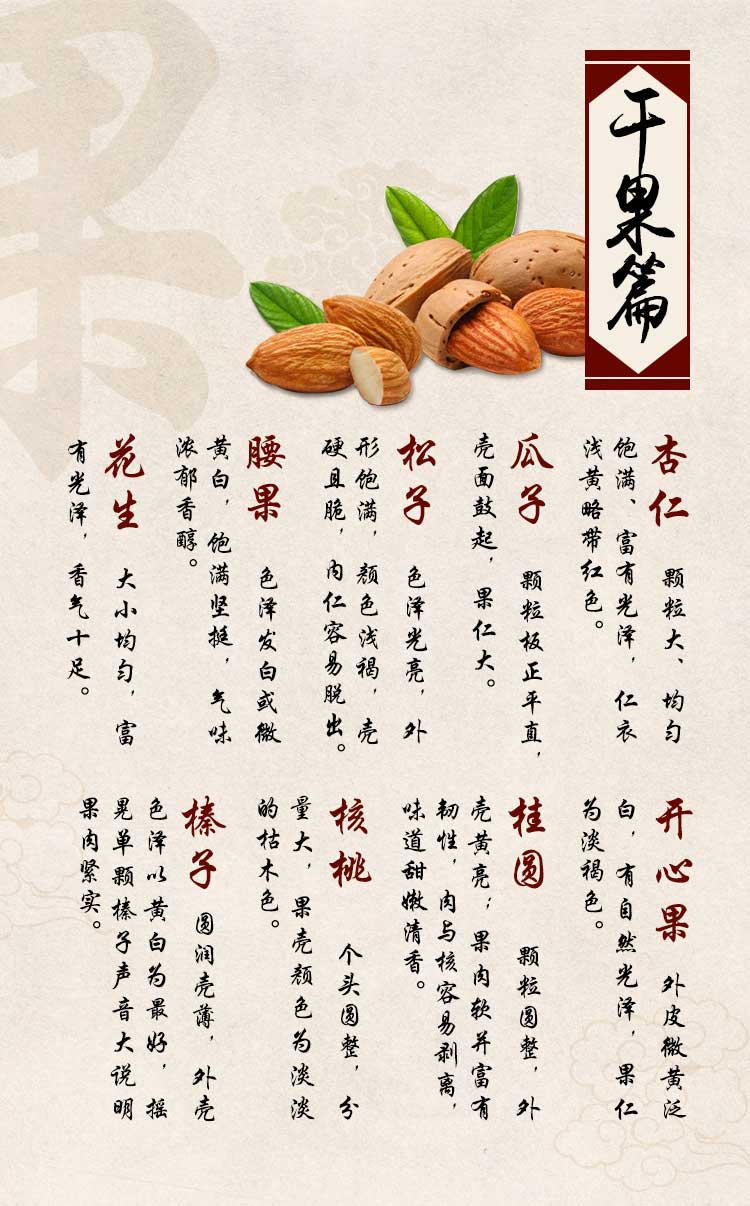 果
干果篇
杏仁 颗粒大、均匀
饱满、富有光泽，仁衣
浅黄略带红色。
瓜子 颗粒板正平直，
壳面鼓起，果仁大。
松子 色泽光亮，外
形饱满，颜色浅褐，壳
硬且脆，内仁容易脱出。
腰果 色泽发白或微
黄白，饱满坚挺，气味
浓郁香醇。
花生 大小均匀，富
有光泽，香气十足。
开心果 外皮微黄泛
白，有自然光泽，果仁
为淡褐色。
桂圆 颗粒圆整，外
壳黄亮；果肉软并富有
韧性，肉与核容易剥离，
味道甜嫩清香。
核桃 个头圆整，分
量大，果壳颜色为淡淡
的枯木色。
榛子 圆润壳薄，外壳
色泽以黄白为最好，摇
晃单颗榛子声音大说明
果肉紧实。